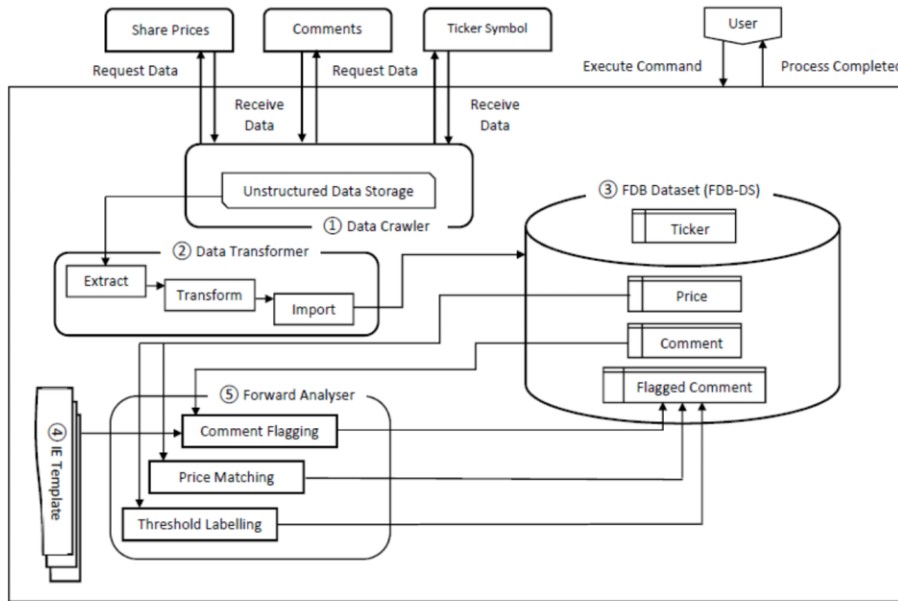 Share Prices
Comments
Ticker Symbol
User
Request Data
Request Data
Execute Command
Process Completed
Receive
Data
Receive
Data
Unstructured Data Storage
① Data Crawler
③ FDB Dataset (FDB-DS)
Ticker
② Data Transformer
Extract
Transform
Import
Price
Comment
Flagged Comment
⑤ Forward Analyser
④ IE Template
Comment Flagging
Price Matching
Threshold Labelling